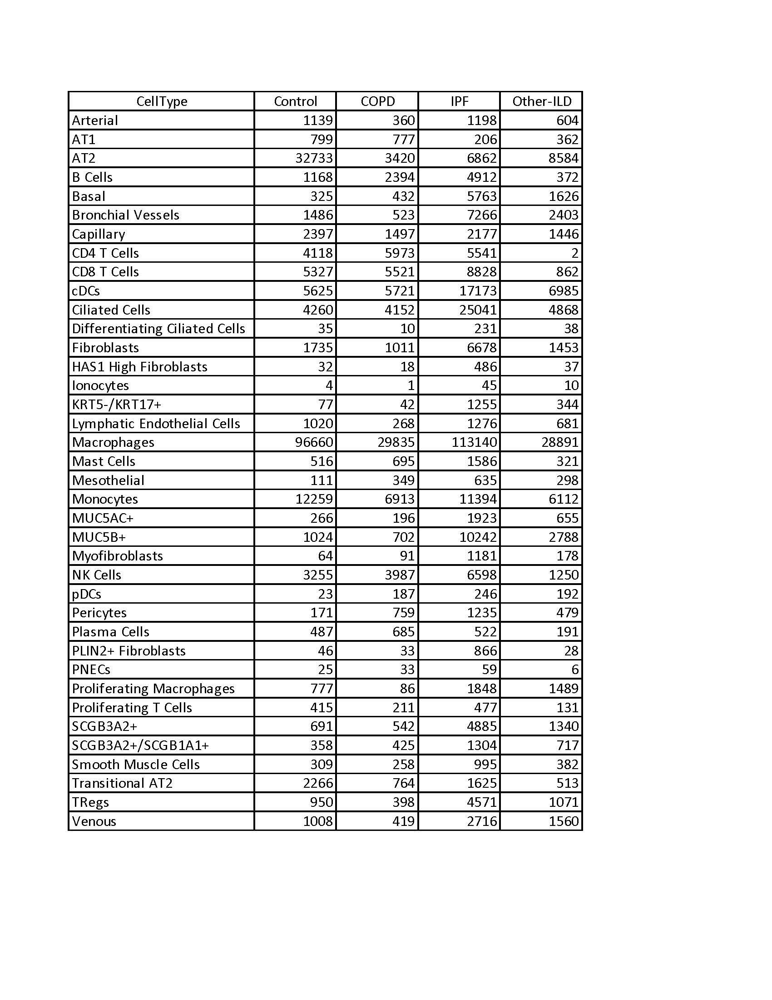 CellType Control COPD IPF Other-ILD
Arterial 1139 360 1198 604
AT1 799 777 206 362
AT2 32733 3420 6862 8584
B Cells 1168 2394 4912 372
Basal 325 432 5763 1626
Bronchial Vessels 1486 523 7266 2403
Capillary 2397 1497 2177 1446
CD4 T Cells 4118 5973 5541 2
CD8 T Cells 5327 5521 8828 862
cDCs 5625 5721 17173 6985
Ciliated Cells 4260 4152 25041 4868
Differentiating Ciliated Cells 35 10 231 38
Fibroblasts 1735 1011 6678 1453
HAS1 High Fibroblasts 32 18 486 37
Ionocytes 4 1 45 10
KRT5-/KRT17+ 77 42 1255 344
Lymphatic Endothelial Cells 1020 268 1276 681
Macrophages 96660 29835 113140 28891
Mast Cells 516 695 1586 321
Mesothelial 111 349 635 298
Monocytes 12259 6913 11394 6112
MUC5AC+ 266 196 1923 655
MUC5B+ 1024 702 10242 2788
Myofibroblasts 64 91 1181 178
NK Cells 3255 3987 6598 1250
pDCs 23 187 246 192
Pericytes 171 759 1235 479
Plasma Cells 487 685 522 191
PLIN2+ Fibroblasts 46 33 866 28
PNECs 25 33 59 6
Proliferating Macrophages 777 86 1848 1489
Proliferating T Cells 415 211 477 131
SCGB3A2+ 691 542 4885 1340
SCGB3A2+/SCGB1A1+ 358 425 1304 717
Smooth Muscle Cells 309 258 995 382
Transitional AT2 2266 764 1625 513
TRegs 950 398 4571 1071
Venous 1008 419 2716 1560